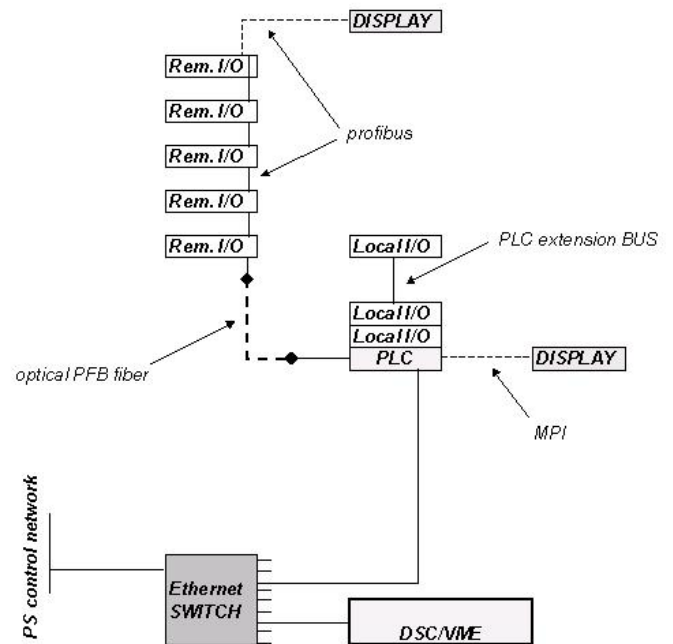 DISPLAY
Rem. I/O
Rem. I/O
profibus
Rem. I/O
Rem. I/O
Rem. I/O
Local I/O
PLC extension BUS
Local I/O
Local I/O
PLC
DISPLAY
optical PFB fiber
MPI
PS control network
Ethernet
SWITCH
DSC/VME